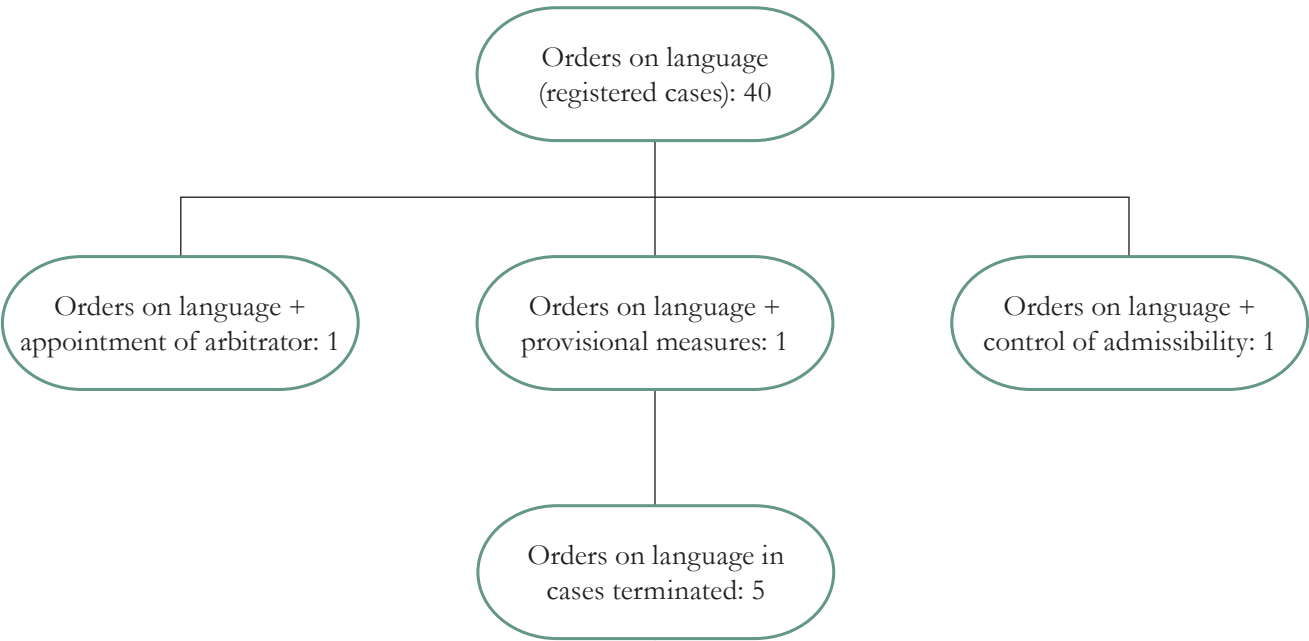 Orders on language
(registered cases): 40
Orders on language +
appointment of arbitrator: 1
Orders on language +
provisional measures: 1
Orders on language +
control of admissibility: 1
Orders on language in
cases terminated: 5